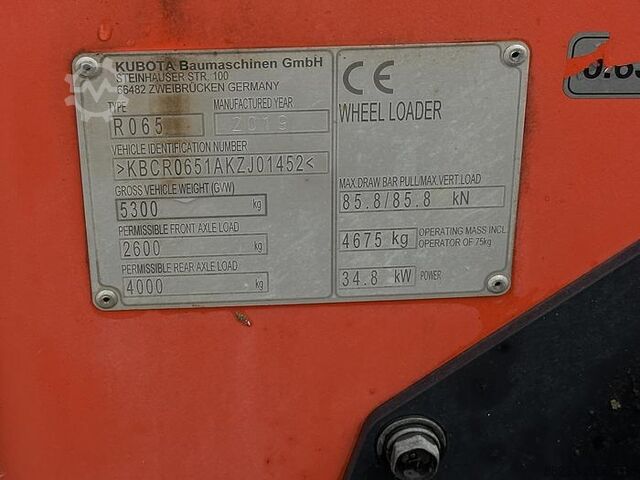 KUBOTA Baumaschinen GmbH
STEINHAUSER STR. 100
66482 ZWEIBRÜCKEN GERMANY
TYPE
MANUFACTURED YEAR
R065
2019
VEHICLE IDENTIFICATION NUMBER
>KBCR0651AKZJ01452<
GROSS VEHICLE WEIGHT (GVW)
5300 kg
PERMISSIBLE FRONT AXLE LOAD
2600 kg
PERMISSIBLE REAR AXLE LOAD
4000 kg
CE
WHEEL LOADER
MAX.DRAW BAR PULL/MAX.VERT.LOAD
85.8/85.8 kN
4675 kg
OPERATING MASS INCL.
OPERATOR OF 75kg
34.8 kW
POWER